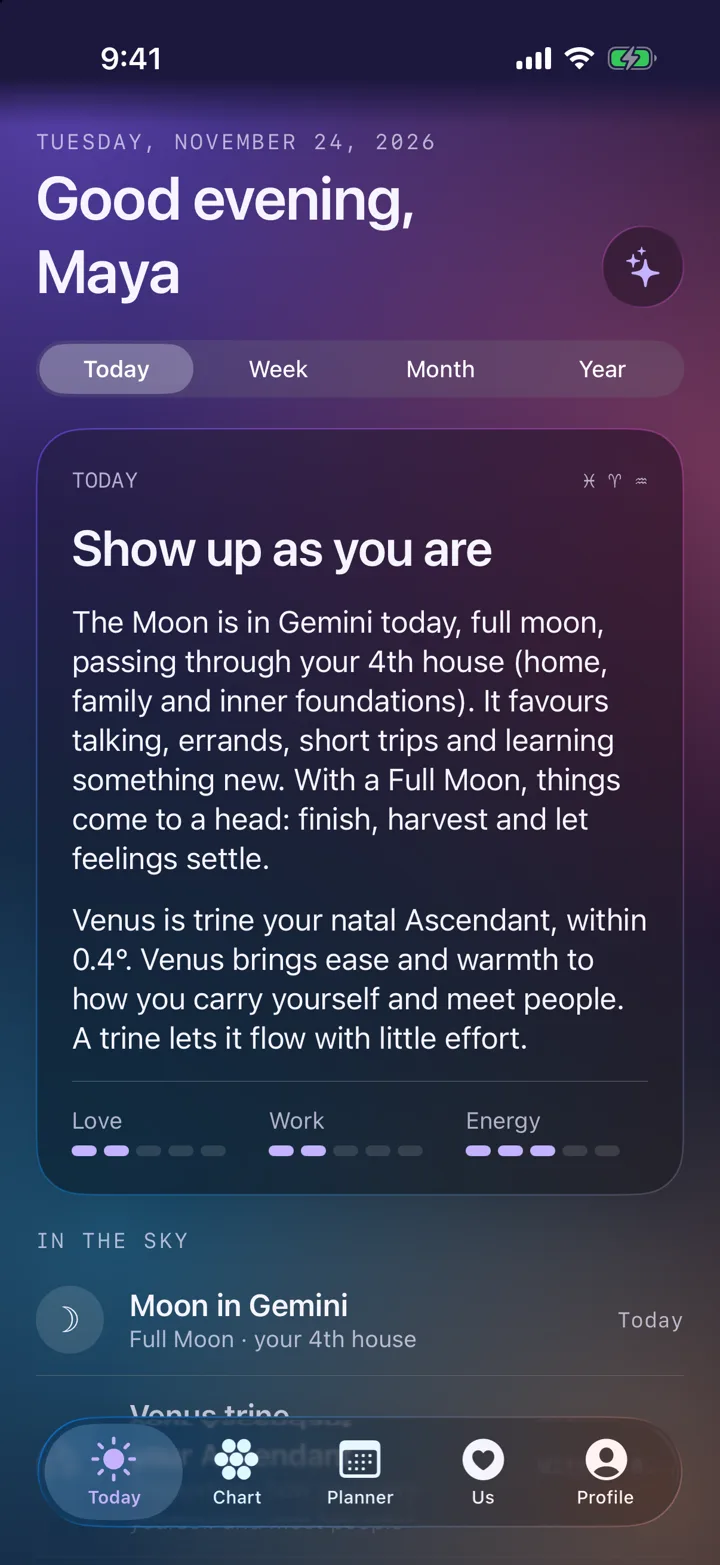 9:41
TUESDAY, NOVEMBER 24, 2026
Good evening,
Maya
Today Week Month Year
TODAY ♓︎ ♈︎ ♒︎
Show up as you are
The Moon is in Gemini today, full moon,
passing through your 4th house (home,
family and inner foundations). It favours
talking, errands, short trips and learning
something new. With a Full Moon, things
come to a head: finish, harvest and let
feelings settle.
Venus is trine your natal Ascendant, within
0.4°. Venus brings ease and warmth to
how you carry yourself and meet people.
A trine lets it flow with little effort.
Love Work Energy
IN THE SKY
☽ Moon in Gemini Today
Full Moon · your 4th house
Venus trine
Today Chart Planner Us Profile